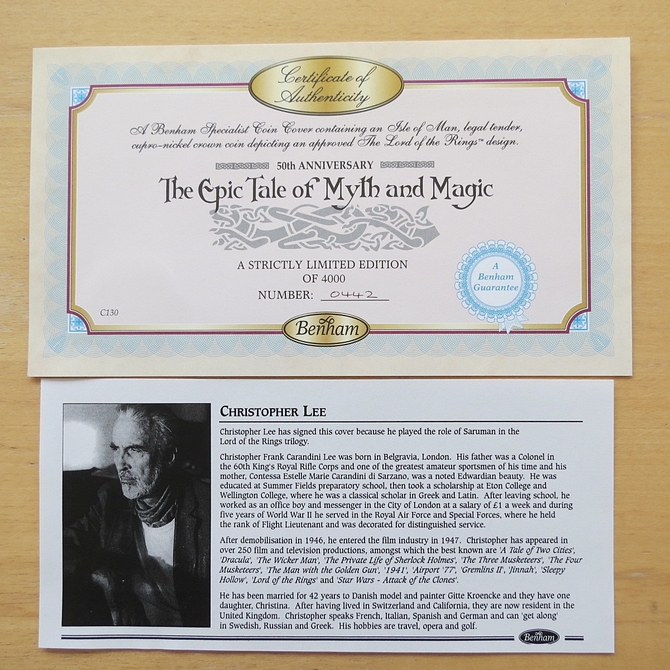 Certificate of
Authenticity
A Benham Specialist Coin Cover containing an Isle of Man, legal tender,
cupro-nickel crown coin depicting an approved The Lord of the Rings™ design.
50th ANNIVERSARY
The Epic Tale of Myth and Magic
A STRICTLY LIMITED EDITION
OF 4000
NUMBER: 0442
A
Benham
Guarantee
C130
Benham
CHRISTOPHER LEE
Christopher Lee has signed this cover because he played the role of Saruman in the
Lord of the Rings trilogy.
Christopher Frank Carandini Lee was born in Belgravia, London. His father was a Colonel in
the 60th King's Royal Rifle Corps and one of the greatest amateur sportsmen of his time and his
mother, Contessa Estelle Marie Carandini di Sarzano, was a noted Edwardian beauty. He was
educated at Summer Fields preparatory school, then took a scholarship at Eton College and
Wellington College, where he was a classical scholar in Greek and Latin. After leaving school, he
worked as an office boy and messenger in the City of London at a salary of £1 a week and during
five years of World War II he served in the Royal Air Force and Special Forces, where he held
the rank of Flight Lieutenant and was decorated for distinguished service.
After demobilisation in 1946, he entered the film industry in 1947. Christopher has appeared in
over 250 film and television productions, amongst which the best known are 'A Tale of Two Cities',
'Dracula', 'The Wicker Man', 'The Private Life of Sherlock Holmes', 'The Three Musketeers', 'The Four
Musketeers', 'The Man with the Golden Gun', '1941', 'Airport '77', 'Gremlins II', 'Jinnah', 'Sleepy
Hollow', 'Lord of the Rings' and 'Star Wars - Attack of the Clones'.
He has been married for 42 years to Danish model and painter Gitte Kroencke and they have one
daughter, Christina. After having lived in Switzerland and California, they are now resident in the
United Kingdom. Christopher speaks French, Italian, Spanish and German and can 'get along'
in Swedish, Russian and Greek. His hobbies are travel, opera and golf.
Benham